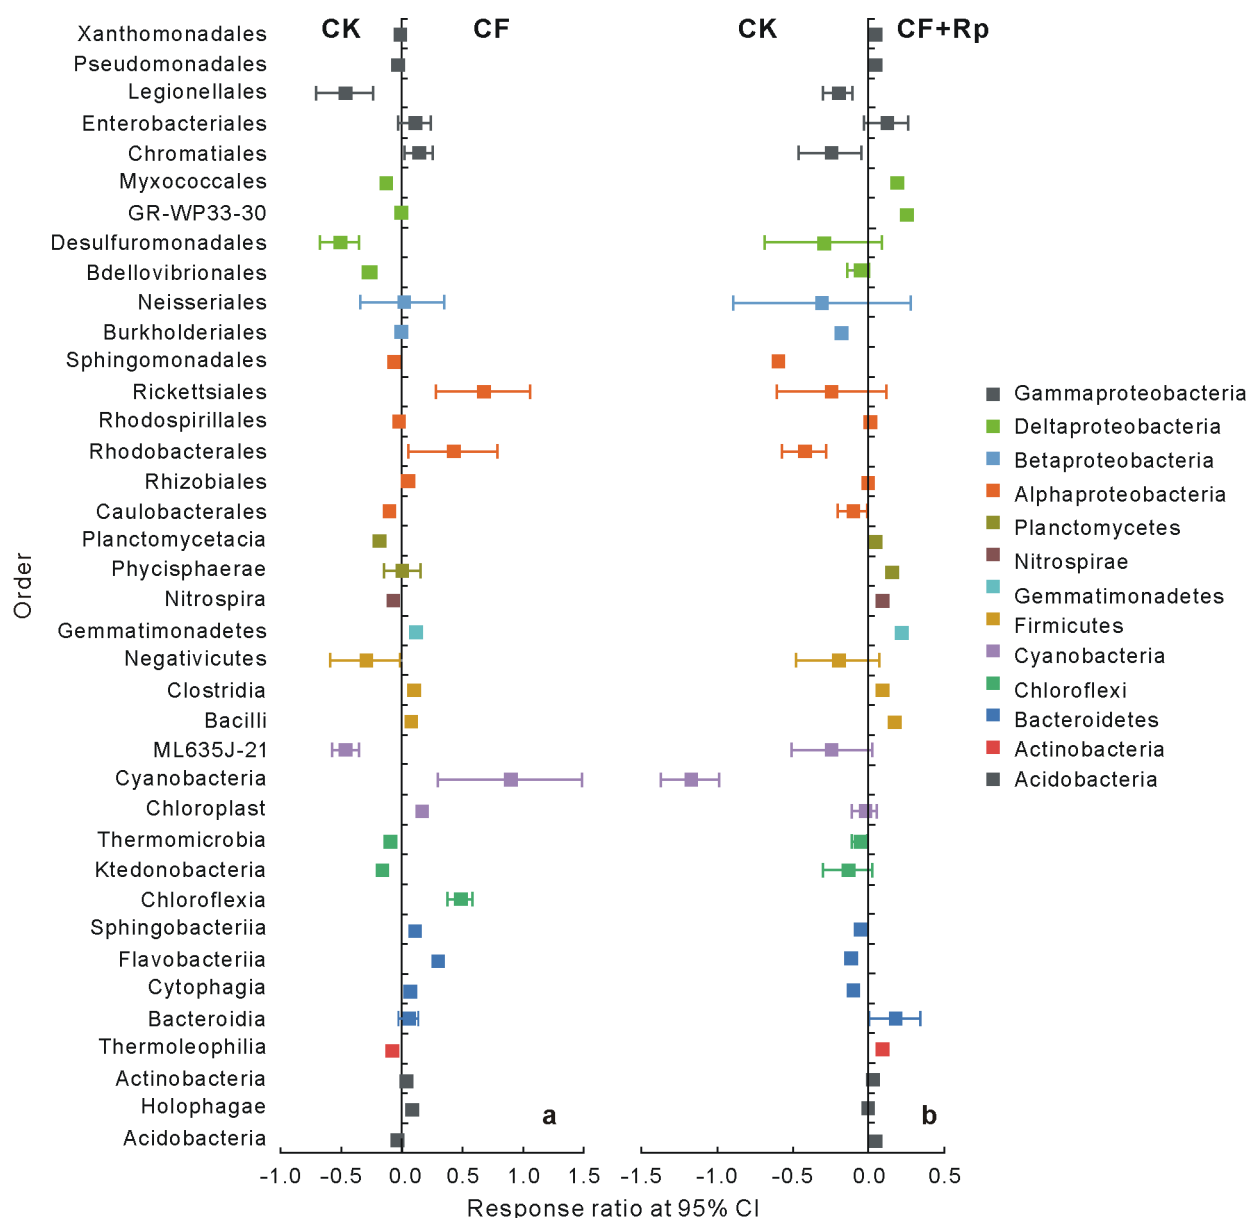 CK CF CK CF+Rp
Xanthomonadales
Pseudomonadales
Legionellales
Enterobacteriales
Chromatiales
Myxococcales
GR-WP33-30
Desulfuromonadales
Bdellovibrionales
Neisseriales
Burkholderiales
Sphingomonadales
Rickettsiales
Rhodospirillales
Rhodobacterales
Rhizobiales
Caulobacterales
Planctomycetacia
Phycisphaerae
Nitrospira
Gemmatimonadetes
Negativicutes
Clostridia
Bacilli
ML635J-21
Cyanobacteria
Chloroplast
Thermomicrobia
Ktedonobacteria
Chloroflexia
Sphingobacteriia
Flavobacteriia
Cytophagia
Bacteroidia
Thermoleophilia
Actinobacteria
Holophagae
Acidobacteria
Order
a
b
-1.0 -0.5 0.0 0.5 1.0 1.5
-1.5 -1.0 -0.5 0.0 0.5
Response ratio at 95% CI
Gammaproteobacteria
Deltaproteobacteria
Betaproteobacteria
Alphaproteobacteria
Planctomycetes
Nitrospirae
Gemmatimonadetes
Firmicutes
Cyanobacteria
Chloroflexi
Bacteroidetes
Actinobacteria
Acidobacteria